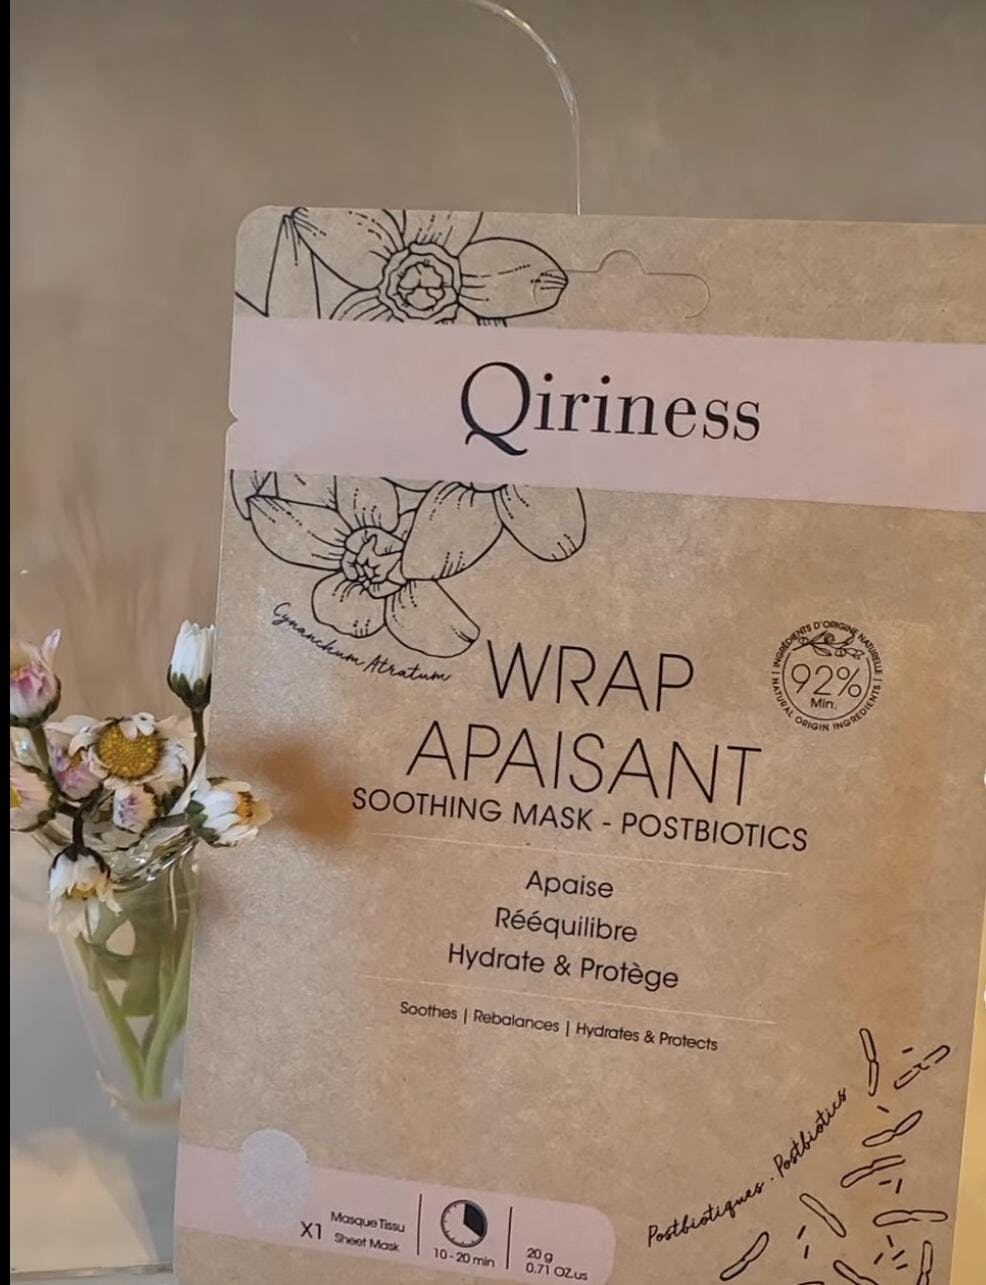 Qiriness
Cynanchum Atratum
WRAP
APAISANT
SOOTHING MASK - POSTBIOTICS
INGRÉDIENTS D'ORIGINE NATURELLE |
92%
Min.
NATURAL ORIGIN INGREDIENTS |
Apaise
Rééquilibre
Hydrate & Protège
Soothes | Rebalances | Hydrates & Protects
Postbiotiques . Postbiotics
X1
Masque Tissu
Sheet Mask
10-20 min
20 g
0.71 OZ.us